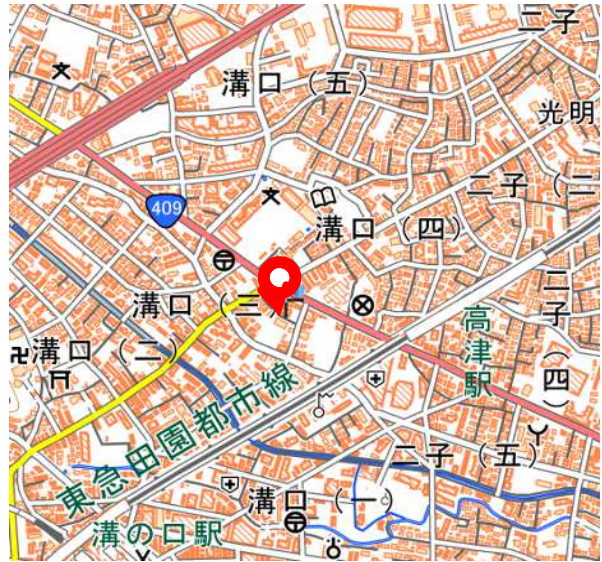 二子
溝口（五）
光明
二子（二
409
溝口（四）
溝口（三）
二子（四）
溝口（二）
高津駅
東急田園都市線
二子（五）
溝口（一）
溝の口駅